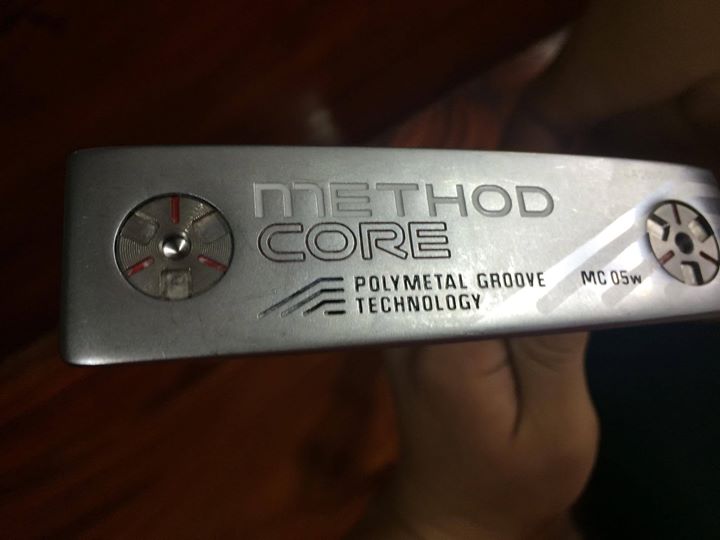 METHOD
CORE
POLYMETAL GROOVE
TECHNOLOGY
MC 05w